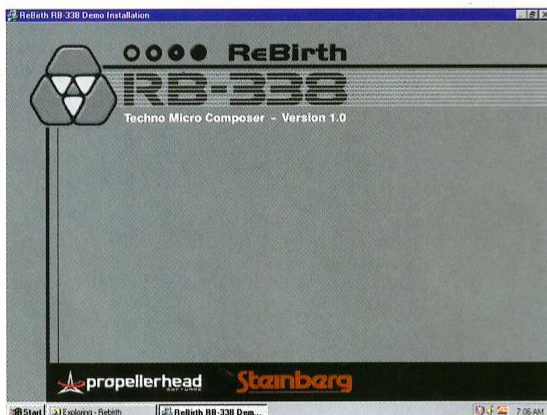 ReBirth RB-338 Demo Installation
ReBirth
RB-338
Techno Micro Composer - Version 1.0
propellerhead
SOFTWARE
Steinberg
Start
Exploring - Rebirth
ReBirth RB-338 Dem...
7:06 AM